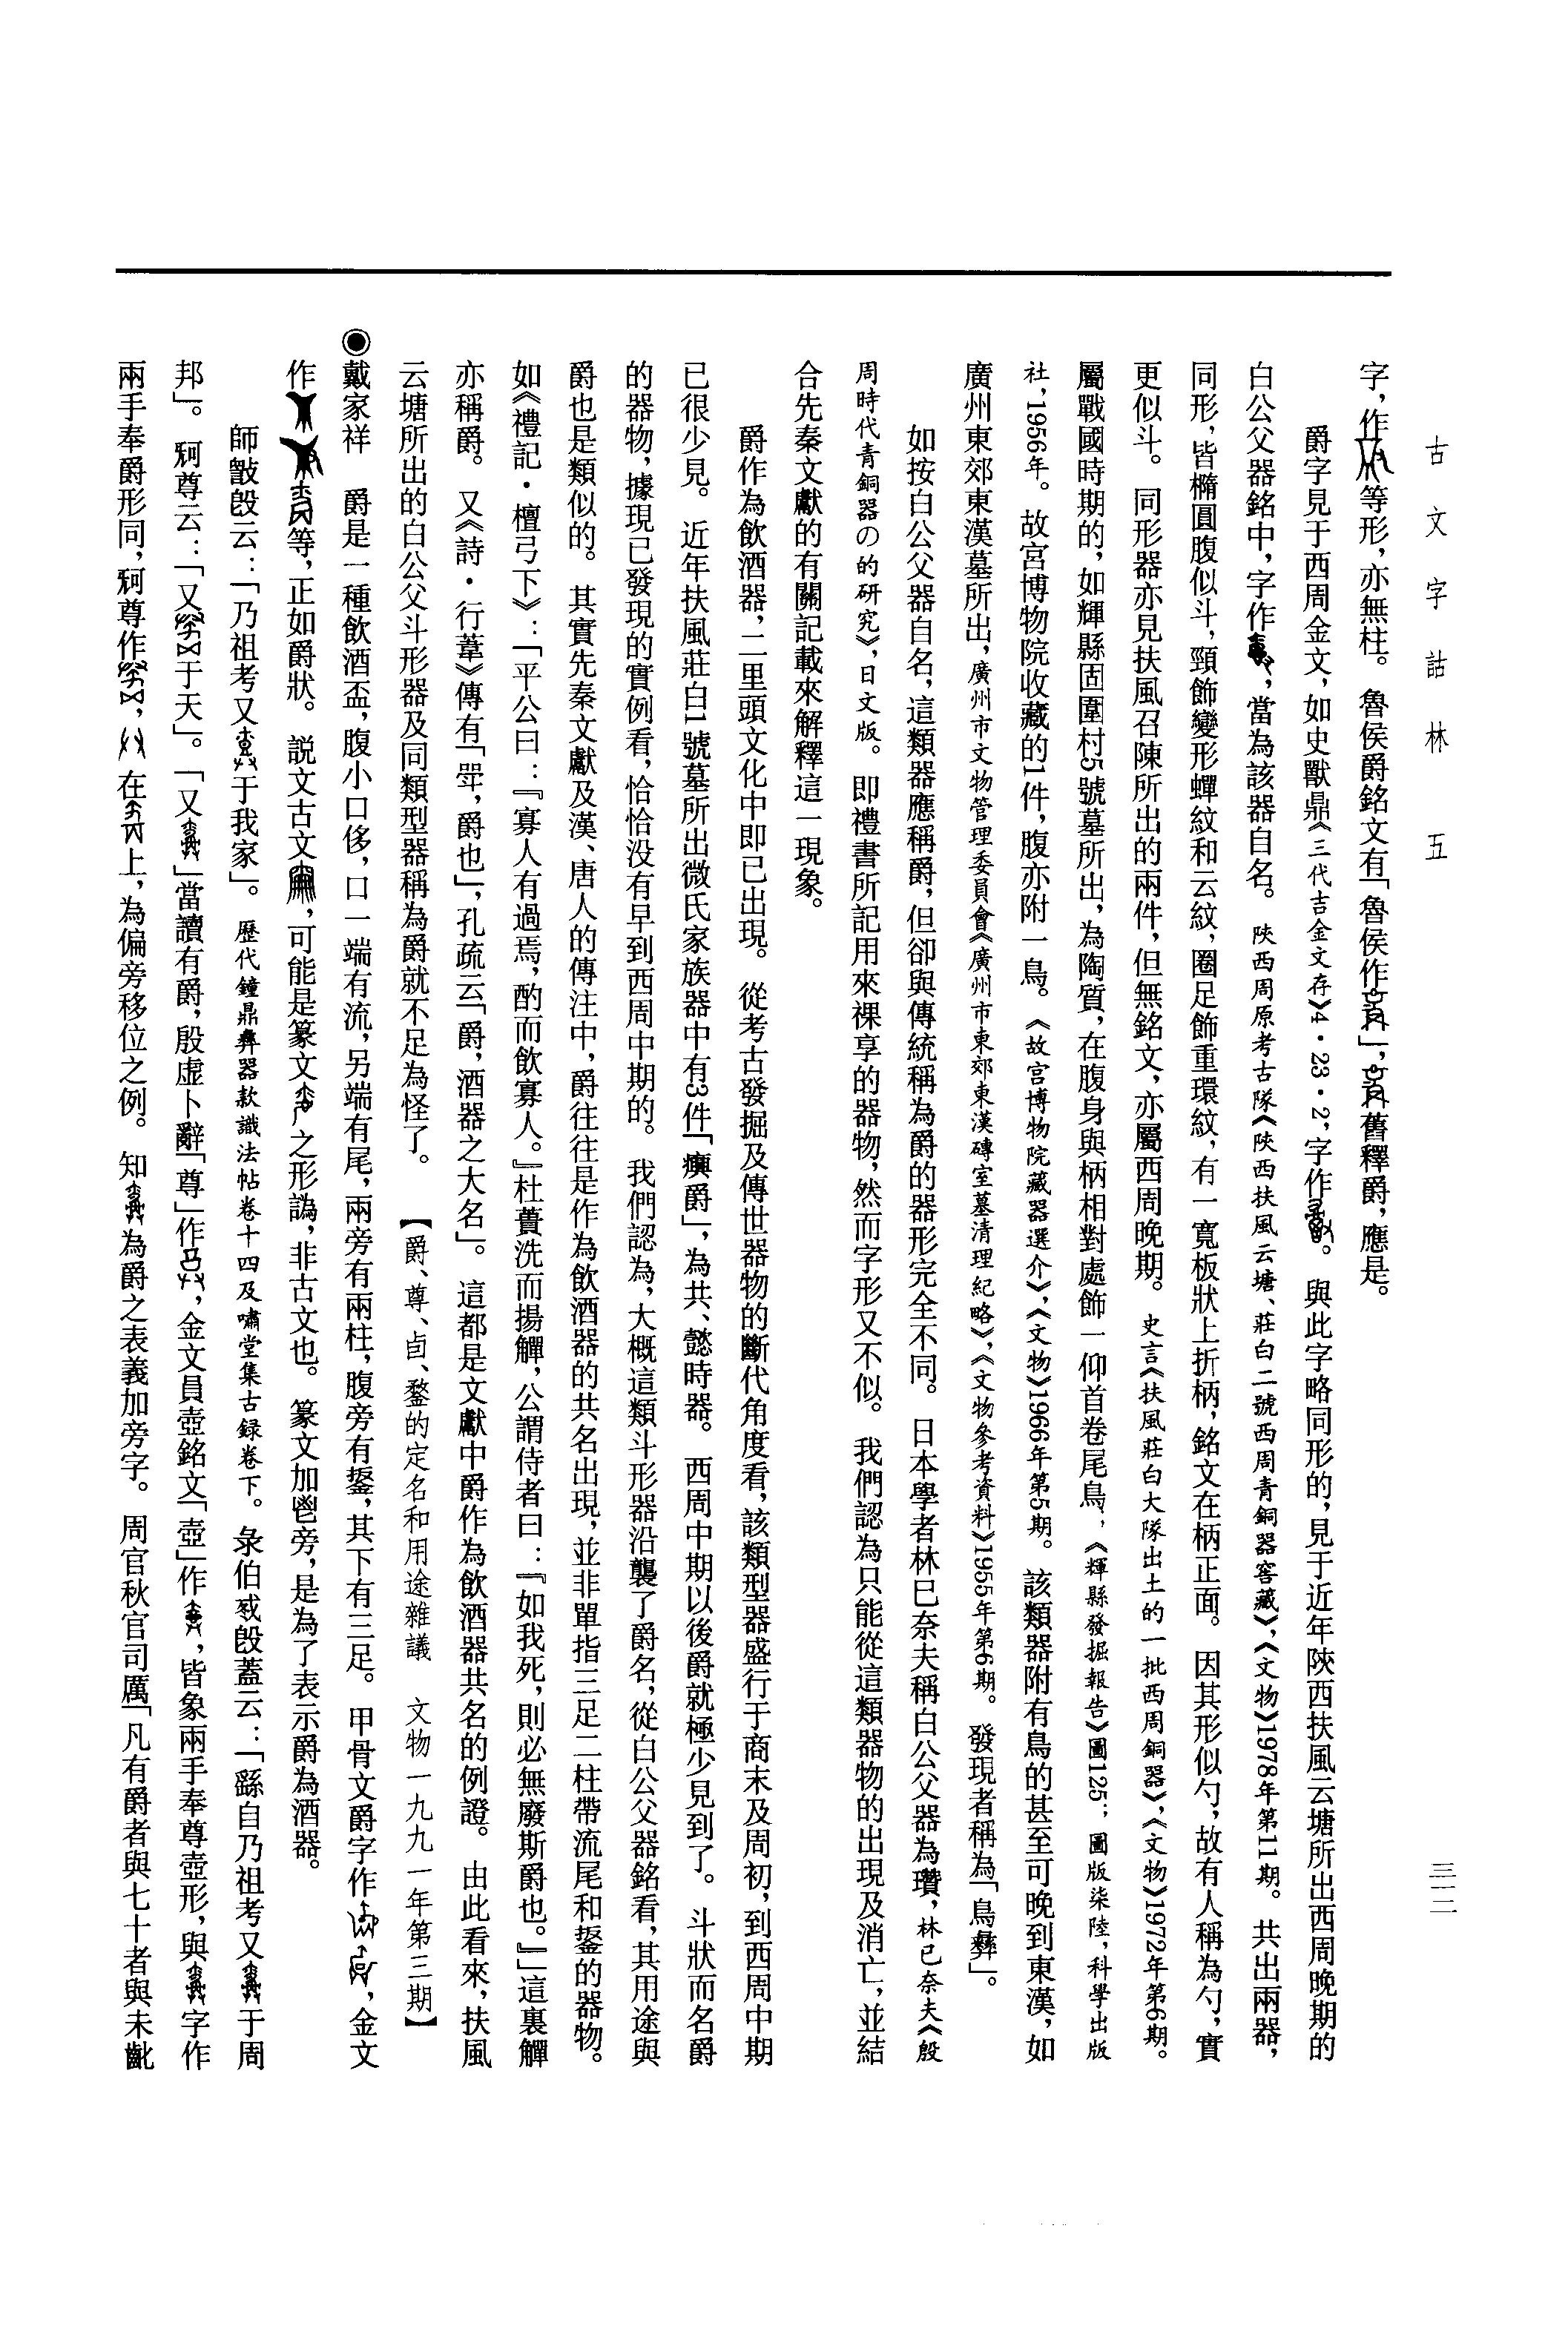 古文字詁林 五
三一二
字，作等形，亦無柱。魯侯爵銘文有「魯侯作」，舊釋爵，應是。
爵字見于西周金文，如史獸鼎《三代吉金文存》4·23·2，字作。與此字略同形的，見于近年陝西扶風云塘所出西周晚期的
白公父器銘中，字作，當為該器自名。陝西周原考古隊《陝西扶風云塘、莊白二號西周青銅器窖藏》，《文物》1978年第11期。共出兩器，
同形，皆橢圓腹似斗，頸飾變形蟬紋和云紋，圈足飾重環紋，有一寬板狀上折柄，銘文在柄正面。因其形似勺，故有人稱為勺，實
更似斗。同形器亦見扶風召陳所出的兩件，但無銘文，亦屬西周晚期。史言《扶風莊白大隊出土的一批西周銅器》，《文物》1972年第6期。
屬戰國時期的，如輝縣固圍村5號墓所出，為陶質，在腹身與柄相對處飾一仰首卷尾鳥，《輝縣發掘報告》圖125；圖版柒陸，科學出版
社，1956年。故宮博物院收藏的1件，腹亦附一鳥。《故宮博物院藏器選介》，《文物》1966年第5期。該類器附有鳥的甚至可晚到東漢，如
廣州東郊東漢墓所出，廣州市文物管理委員會《廣州市東郊東漢磚室墓清理紀略》，《文物參考資料》1955年第6期。發現者稱為「鳥彝」。
如按白公父器自名，這類器應稱爵，但卻與傳統稱為爵的器形完全不同。日本學者林巳奈夫稱白公父器為瓚，林巳奈夫《殷
周時代青銅器の的研究》，日文版。即禮書所記用來祼享的器物，然而字形又不似。我們認為只能從這類器物的出現及消亡，並結
合先秦文獻的有關記載來解釋這一現象。
爵作為飲酒器，二里頭文化中即已出現。從考古發掘及傳世器物的斷代角度看，該類型器盛行于商末及周初，到西周中期
已很少見。近年扶風莊白1號墓所出微氏家族器中有3件「𤼈爵」，為共、懿時器。西周中期以後爵就極少見到了。斗狀而名爵
的器物，據現已發現的實例看，恰恰没有早到西周中期的。我們認為，大概這類斗形器沿襲了爵名，從白公父器銘看，其用途與
爵也是類似的。其實先秦文獻及漢、唐人的傳注中，爵往往是作為飲酒器的共名出現，並非單指三足二柱帶流尾和鋬的器物。
如《禮記·檀弓下》：「平公曰：『寡人有過焉，酌而飲寡人。』杜蕢洗而揚觶，公謂侍者曰：『如我死，則必無廢斯爵也。』」這裏觶
亦稱爵。又《詩·行葦》傳有「斝，爵也」，孔疏云「爵，酒器之大名」。這都是文獻中爵作為飲酒器共名的例證。由此看來，扶風
云塘所出的白公父斗形器及同類型器稱為爵就不足為怪了。【爵、尊、卣、鍪的定名和用途雜議 文物一九九一年第三期】
◉戴家祥 爵是一種飲酒盃，腹小口侈，口一端有流，另端有尾，兩旁有兩柱，腹旁有鋬，其下有三足。甲骨文爵字作，金文
作等，正如爵狀。説文古文，可能是篆文之形譌，非古文也。篆文加鬯旁，是為了表示爵為酒器。
師𩛥𣪘云：「乃祖考又于我家」。歷代鐘鼎彝器款識法帖卷十四及嘯堂集古録卷下。彔伯𢦚𣪘蓋云：「繇自乃祖考又于周
邦」。𣄰尊云：「又于天」。「又」當讀有爵，殷虛卜辭「尊」作，金文員壺銘文「壺」作，皆象兩手奉尊壺形，與字作
兩手奉爵形同，𣄰尊作，在上，為偏旁移位之例。知為爵之表義加旁字。周官秋官司厲「凡有爵者與七十者與未齔